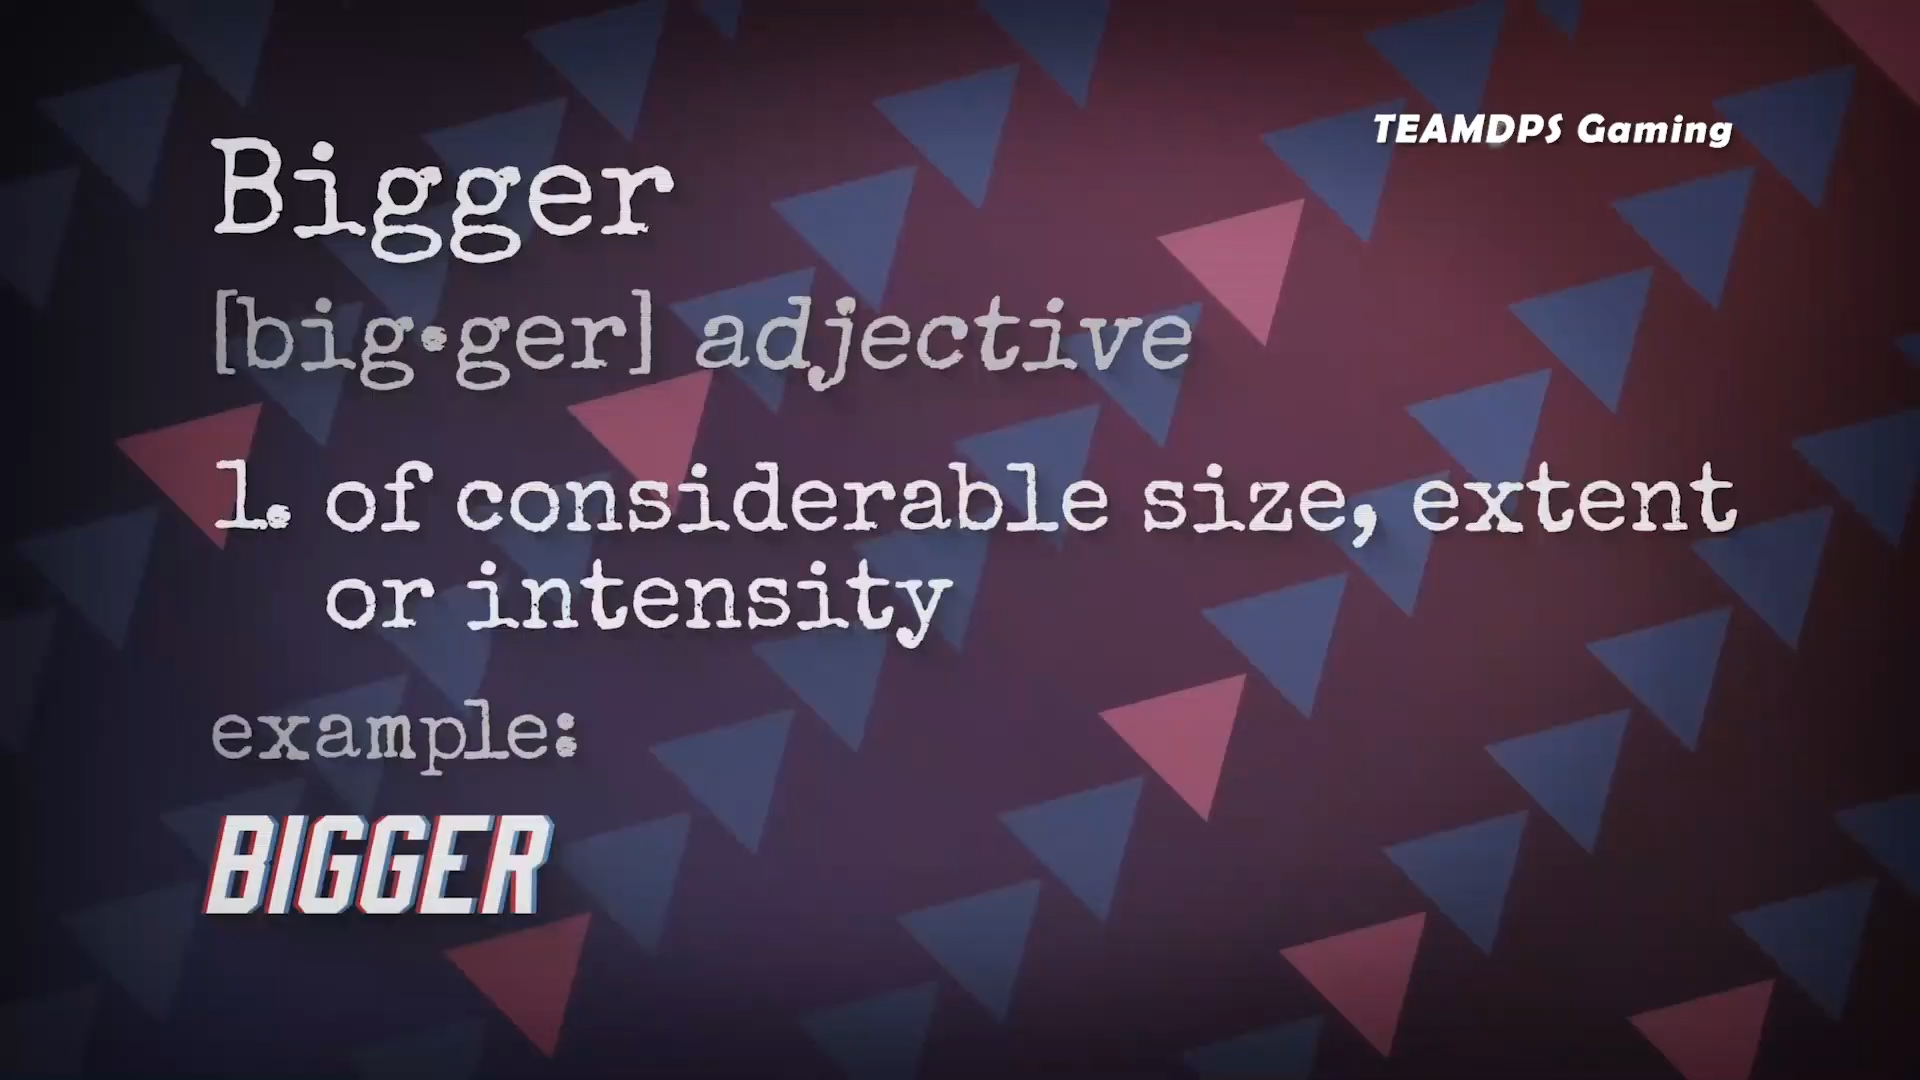 TEAMDPS Gaming
Bigger
[big•ger] adjective
1. of considerable size, extent
or intensity
example:
BIGGER